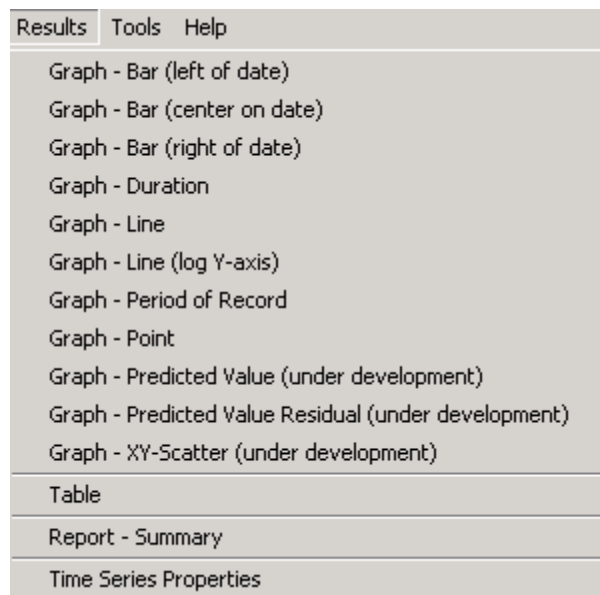 Results Tools Help
Graph - Bar (left of date)
Graph - Bar (center on date)
Graph - Bar (right of date)
Graph - Duration
Graph - Line
Graph - Line (log Y-axis)
Graph - Period of Record
Graph - Point
Graph - Predicted Value (under development)
Graph - Predicted Value Residual (under development)
Graph - XY-Scatter (under development)
Table
Report - Summary
Time Series Properties